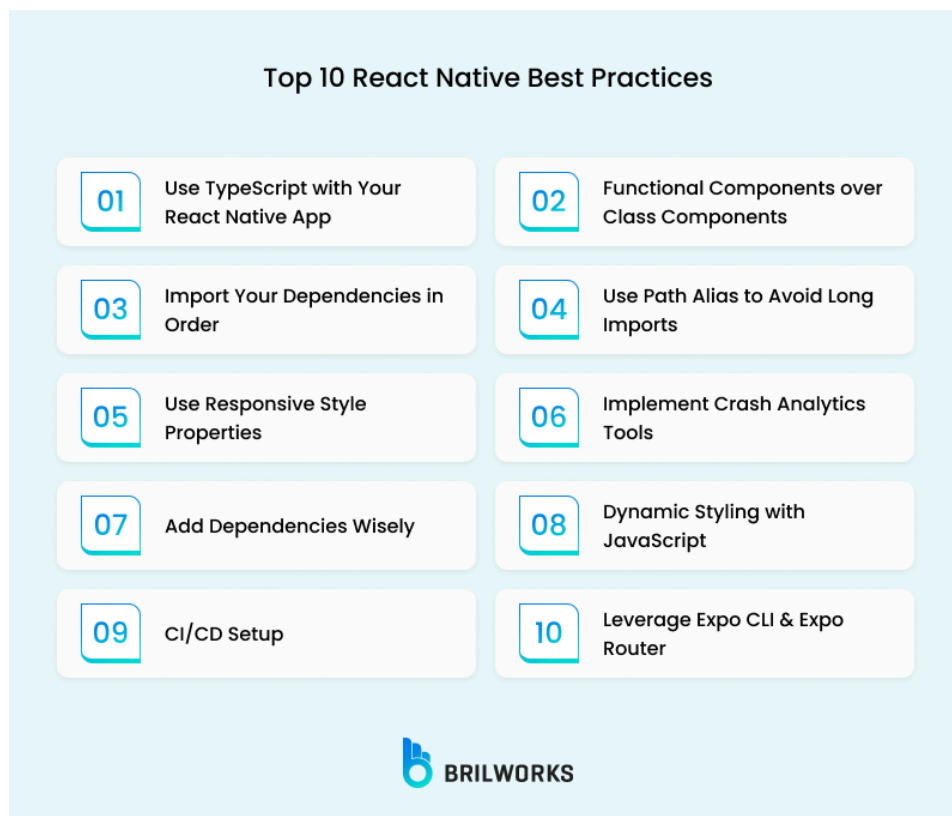 Top 10 React Native Best Practices
01
Use TypeScript with Your
React Native App
02
Functional Components over
Class Components
03
Import Your Dependencies in
Order
04
Use Path Alias to Avoid Long
Imports
05
Use Responsive Style
Properties
06
Implement Crash Analytics
Tools
07
Add Dependencies Wisely
08
Dynamic Styling with
JavaScript
09
CI/CD Setup
10
Leverage Expo CLI & Expo
Router
BRILWORKS